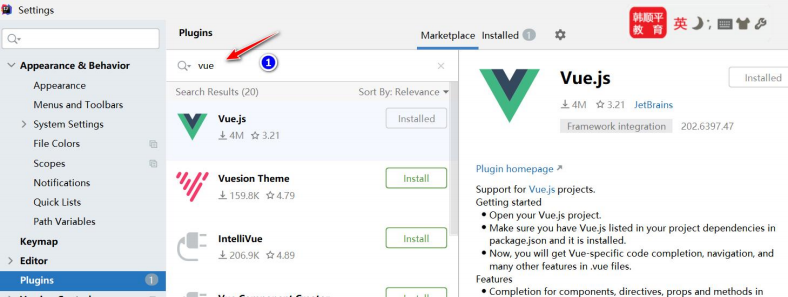 Settings
Plugins
Marketplace Installed 1
韩顺平
教 育
英
Appearance & Behavior
Appearance
Menus and Toolbars
System Settings
File Colors
Scopes
Notifications
Quick Lists
Path Variables
Keymap
Editor
Plugins 1
vue
1
Search Results (20) Sort By: Relevance
Vue.js Installed
4M 3.21
Vuesion Theme Install
159.8K 4.79
IntelliVue Install
206.9K 4.89
Vue.js Installed
4M 3.21 JetBrains
Framework integration 202.6397.47
Plugin homepage
Support for Vue.js projects.
Getting started
• Open your Vue.js project.
• Make sure you have Vue.js listed in your project dependencies in
package.json and it is installed.
• Now, you will get Vue-specific code completion, navigation, and
many other features in .vue files.
Features
• Completion for components, directives, props and methods in